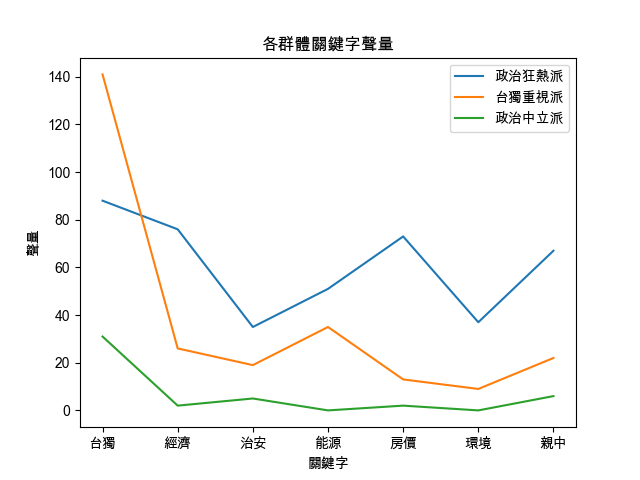 各群體關鍵字聲量
政治狂熱派
台獨重視派
政治中立派
聲量
140
120
100
80
60
40
20
0
台獨 經濟 治安 能源 房價 環境 親中
關鍵字